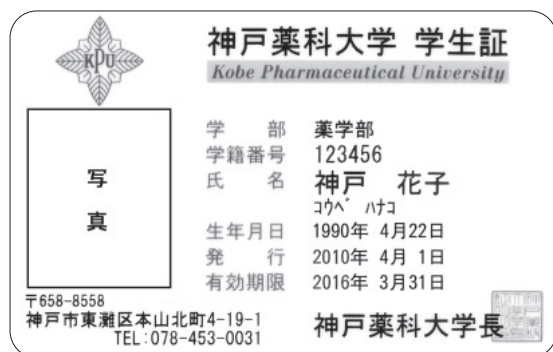 KPU
神戸薬科大学 学生証
Kobe Pharmaceutical University
写
真
学 部 薬学部
学籍番号 123456
氏 名 神戸 花子
コウベ ハナコ
生年月日 1990年 4月22日
発 行 2010年 4月 1日
有効期限 2016年 3月31日
〒658-8558
神戸市東灘区本山北町4-19-1
TEL:078-453-0031
神戸薬科大学長